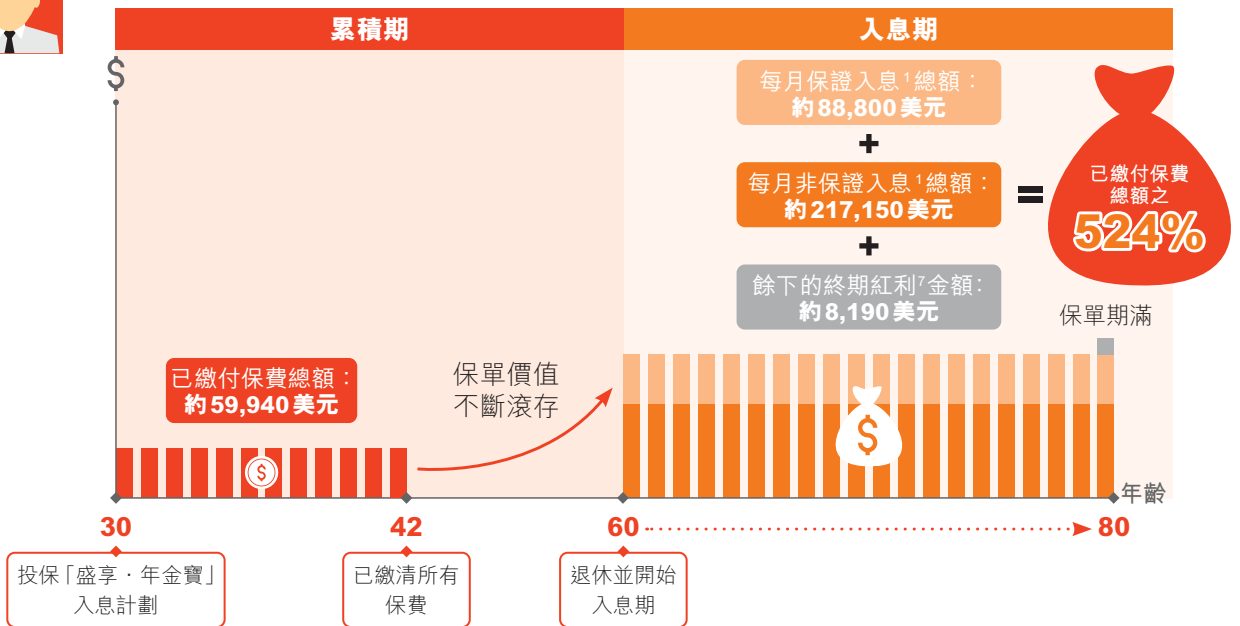 累積期
入息期
$
每月保證入息¹總額：
約88,800美元
+
每月非保證入息¹總額：
約217,150美元
+
餘下的終期紅利⁷金額：
約8,190美元
=
已繳付保費
總額之
524%
保單期滿
已繳付保費總額：
約59,940美元
保單價值
不斷滾存
$
$
年齡
30
42
60
80
投保「盛享．年金寶」
入息計劃
已繳清所有
保費
退休並開始
入息期